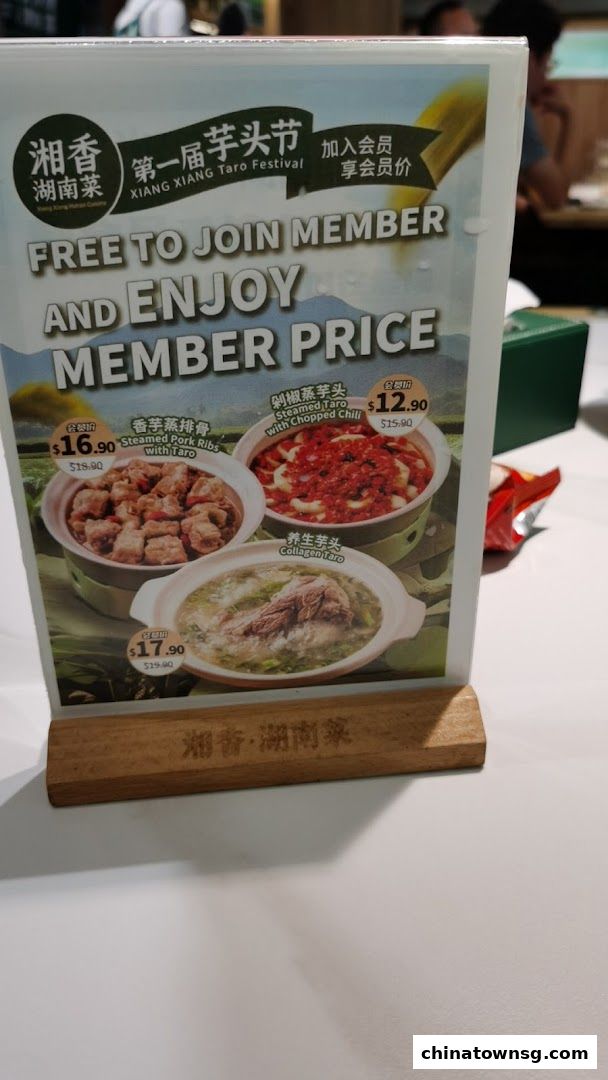 湘香
湖南菜
Xiang Xiang Hunan Cuisine
第一届芋头节
XIANG XIANG Taro Festival
加入会员
享会员价
FREE TO JOIN MEMBER
AND ENJOY
MEMBER PRICE
会员价
$16.90
$18.90
香芋蒸排骨
Steamed Pork Ribs
with Taro
剁椒蒸芋头
Steamed Taro
with Chopped Chili
会员价
$12.90
$15.90
养生芋头
Collagen Taro
会员价
$17.90
$19.90
湘香·湖南菜
chinatownsg.com